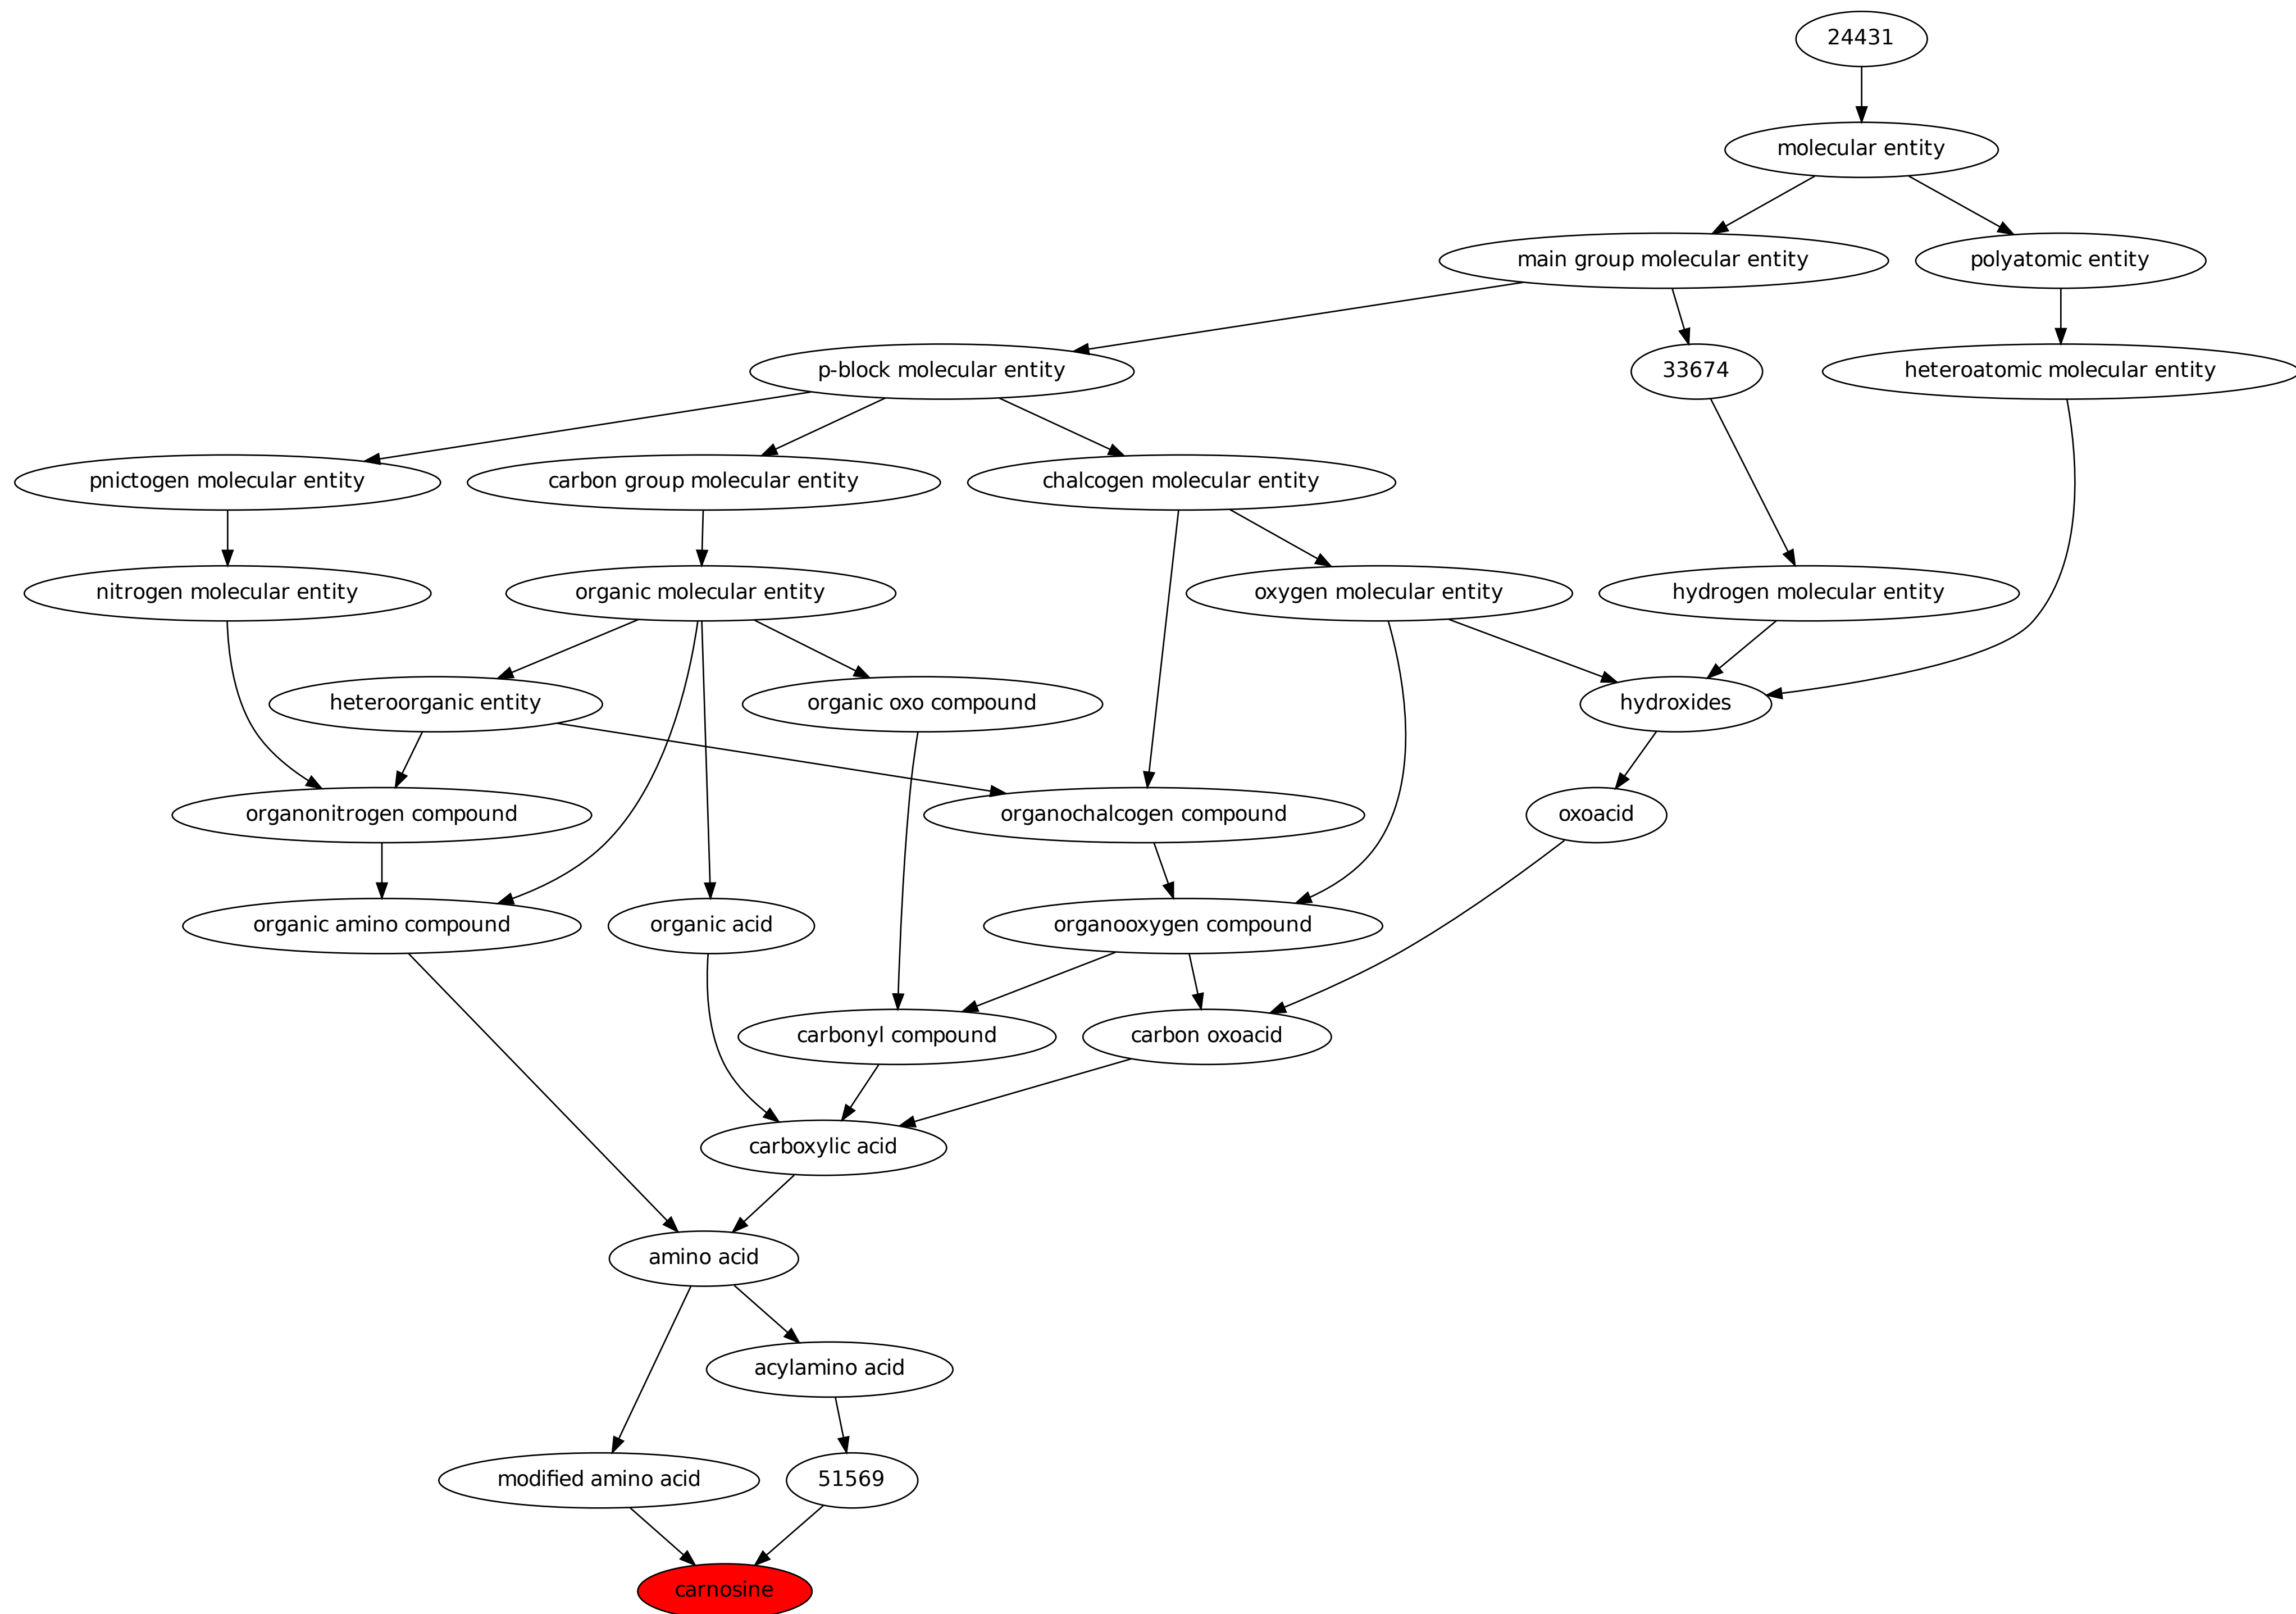 24431
molecular entity
main group molecular entity
polyatomic entity
p-block molecular entity
33674
heteroatomic molecular entity
pnictogen molecular entity
carbon group molecular entity
chalcogen molecular entity
nitrogen molecular entity
organic molecular entity
oxygen molecular entity
hydrogen molecular entity
heteroorganic entity
organic oxo compound
hydroxides
organonitrogen compound
organochalcogen compound
oxoacid
organic amino compound
organic acid
organooxygen compound
carbonyl compound
carbon oxoacid
carboxylic acid
amino acid
acylamino acid
modified amino acid
51569
carnosine